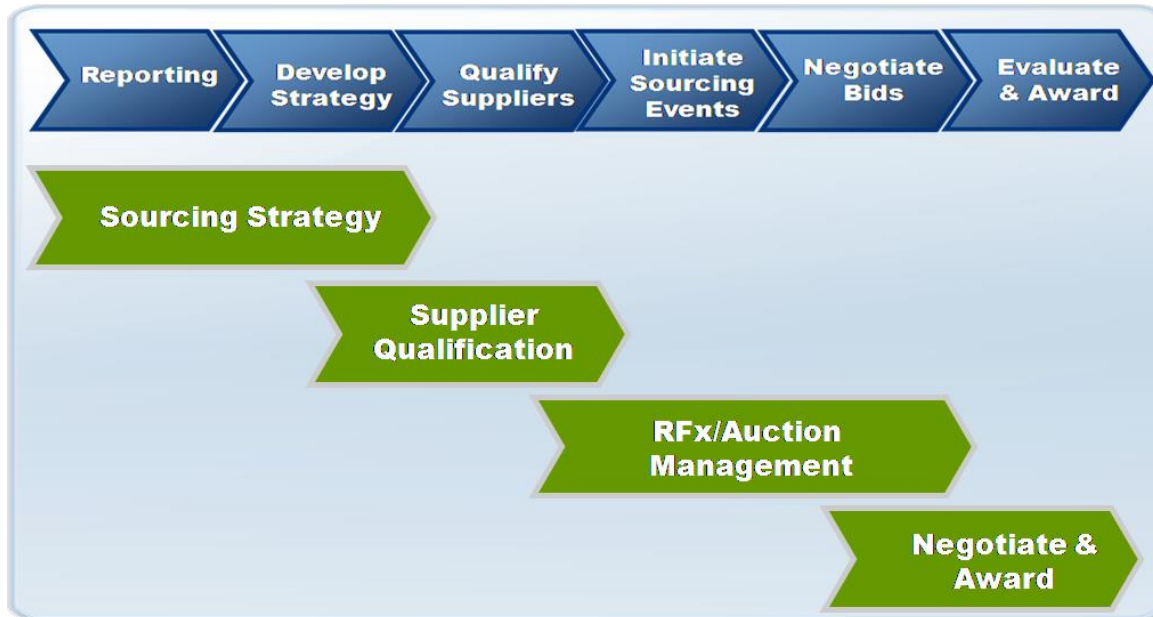 Reporting
Develop
Strategy
Qualify
Suppliers
Initiate
Sourcing
Events
Negotiate
Bids
Evaluate
& Award
Sourcing Strategy
Supplier
Qualification
RFx/Auction
Management
Negotiate &
Award